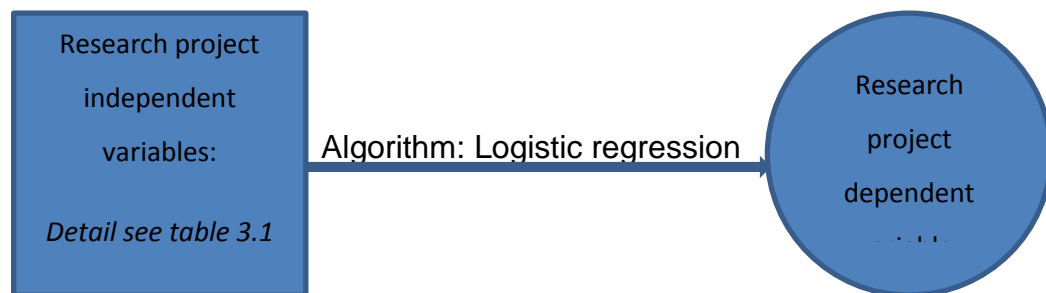 Research project
independent
variables:
Detail see table 3.1
Algorithm: Logistic regression
Research
project
dependent